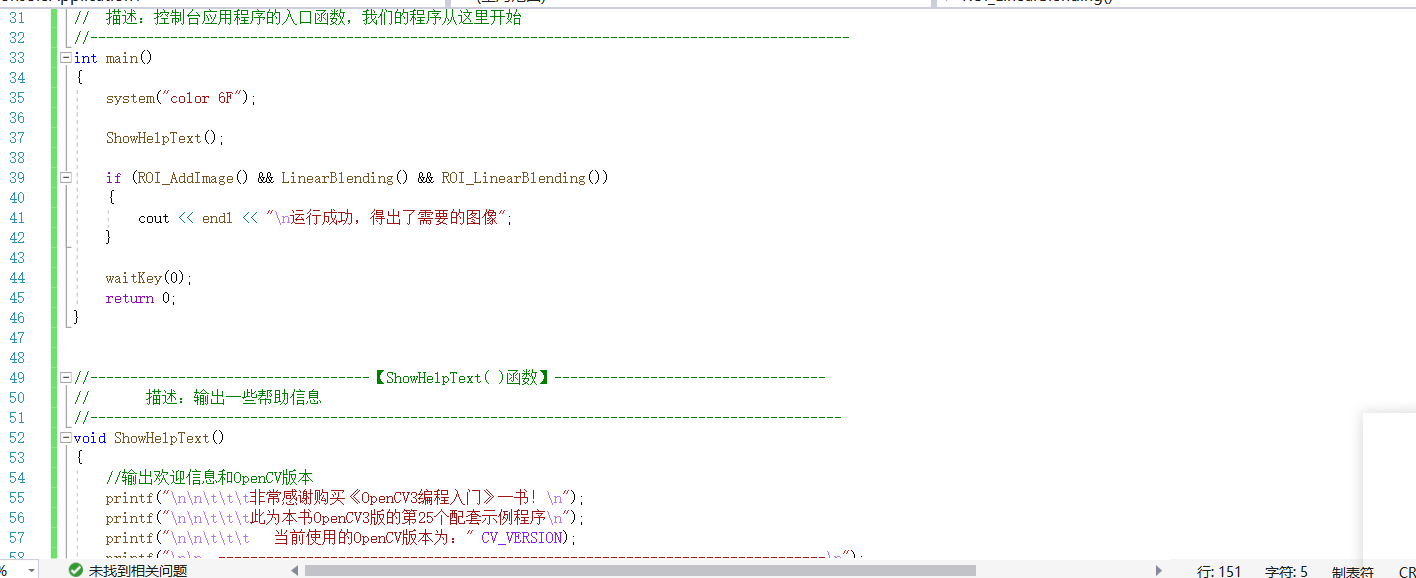 31 // 描述：控制台应用程序的入口函数，我们的程序从这里开始
32 //-----------------------------------------------------------------------------------------------
33 int main()
34 {
35 system("color 6F");
36
37 ShowHelpText();
38
39 if (ROI_AddImage() && LinearBlending() && ROI_LinearBlending())
40 {
41 cout << endl << "\n运行成功，得出了需要的图像";
42 }
43
44 waitKey(0);
45 return 0;
46 }
47
48
49 //-----------------------------------【ShowHelpText( )函数】----------------------------------
50 // 描述：输出一些帮助信息
51 //----------------------------------------------------------------------------------------------
52 void ShowHelpText()
53 {
54 //输出欢迎信息和OpenCV版本
55 printf("\n\n\t\t\t非常感谢购买《OpenCV3编程入门》一书！\n");
56 printf("\n\n\t\t\t此为本书OpenCV3版的第25个配套示例程序\n");
57 printf("\n\n\t\t\t 当前使用的OpenCV版本为：" CV_VERSION);
58 printf("\n\n ----------------------------------------------------------------------------\n");
% 未找到相关问题 行: 151 字符: 5 制表符 CR